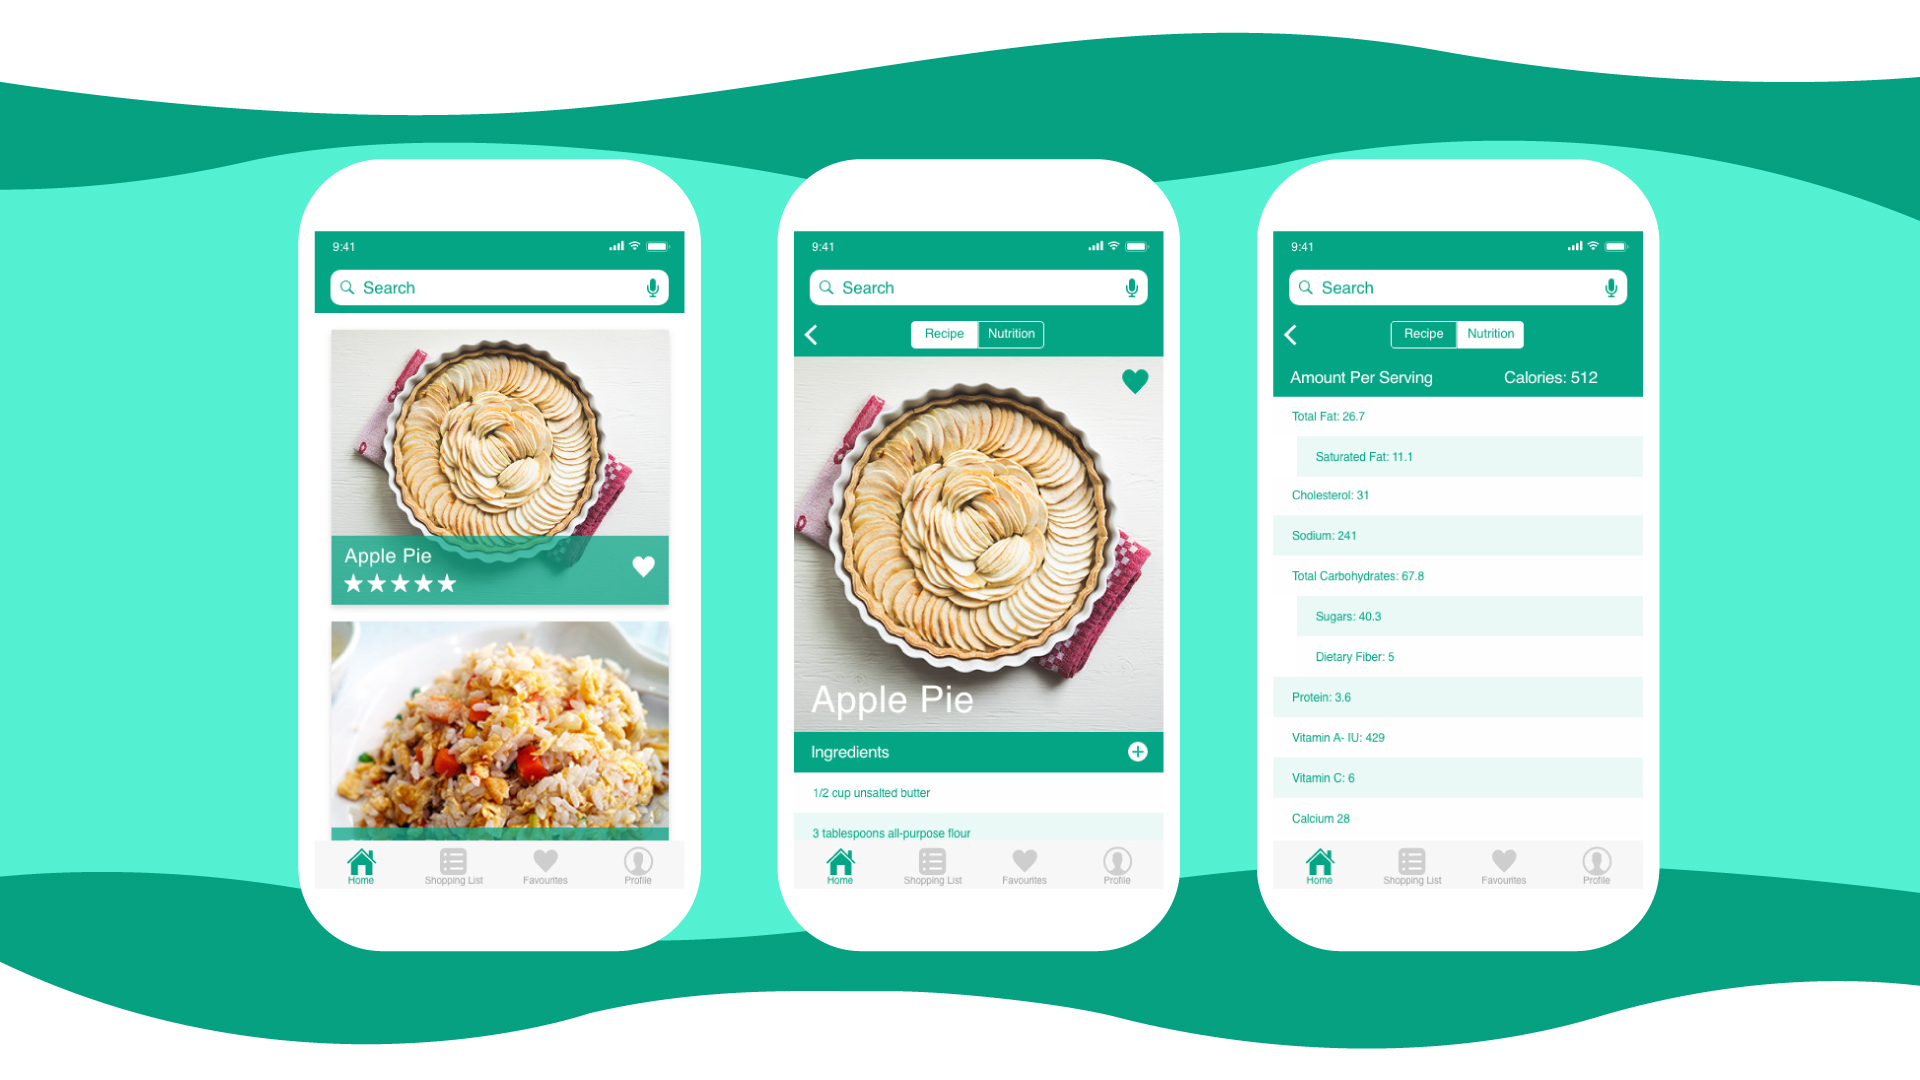 9:41
Search
Apple Pie
Home
Shopping List
Favourites
Profile
9:41
Search
Recipe
Nutrition
Apple Pie
Ingredients
1/2 cup unsalted butter
3 tablespoons all-purpose flour
Home
Shopping List
Favourites
Profile
9:41
Search
Recipe
Nutrition
Amount Per Serving
Calories: 512
Total Fat: 26.7
Saturated Fat: 11.1
Cholesterol: 31
Sodium: 241
Total Carbohydrates: 67.8
Sugars: 40.3
Dietary Fiber: 5
Protein: 3.6
Vitamin A- IU: 429
Vitamin C: 6
Calcium 28
Home
Shopping List
Favourites
Profile